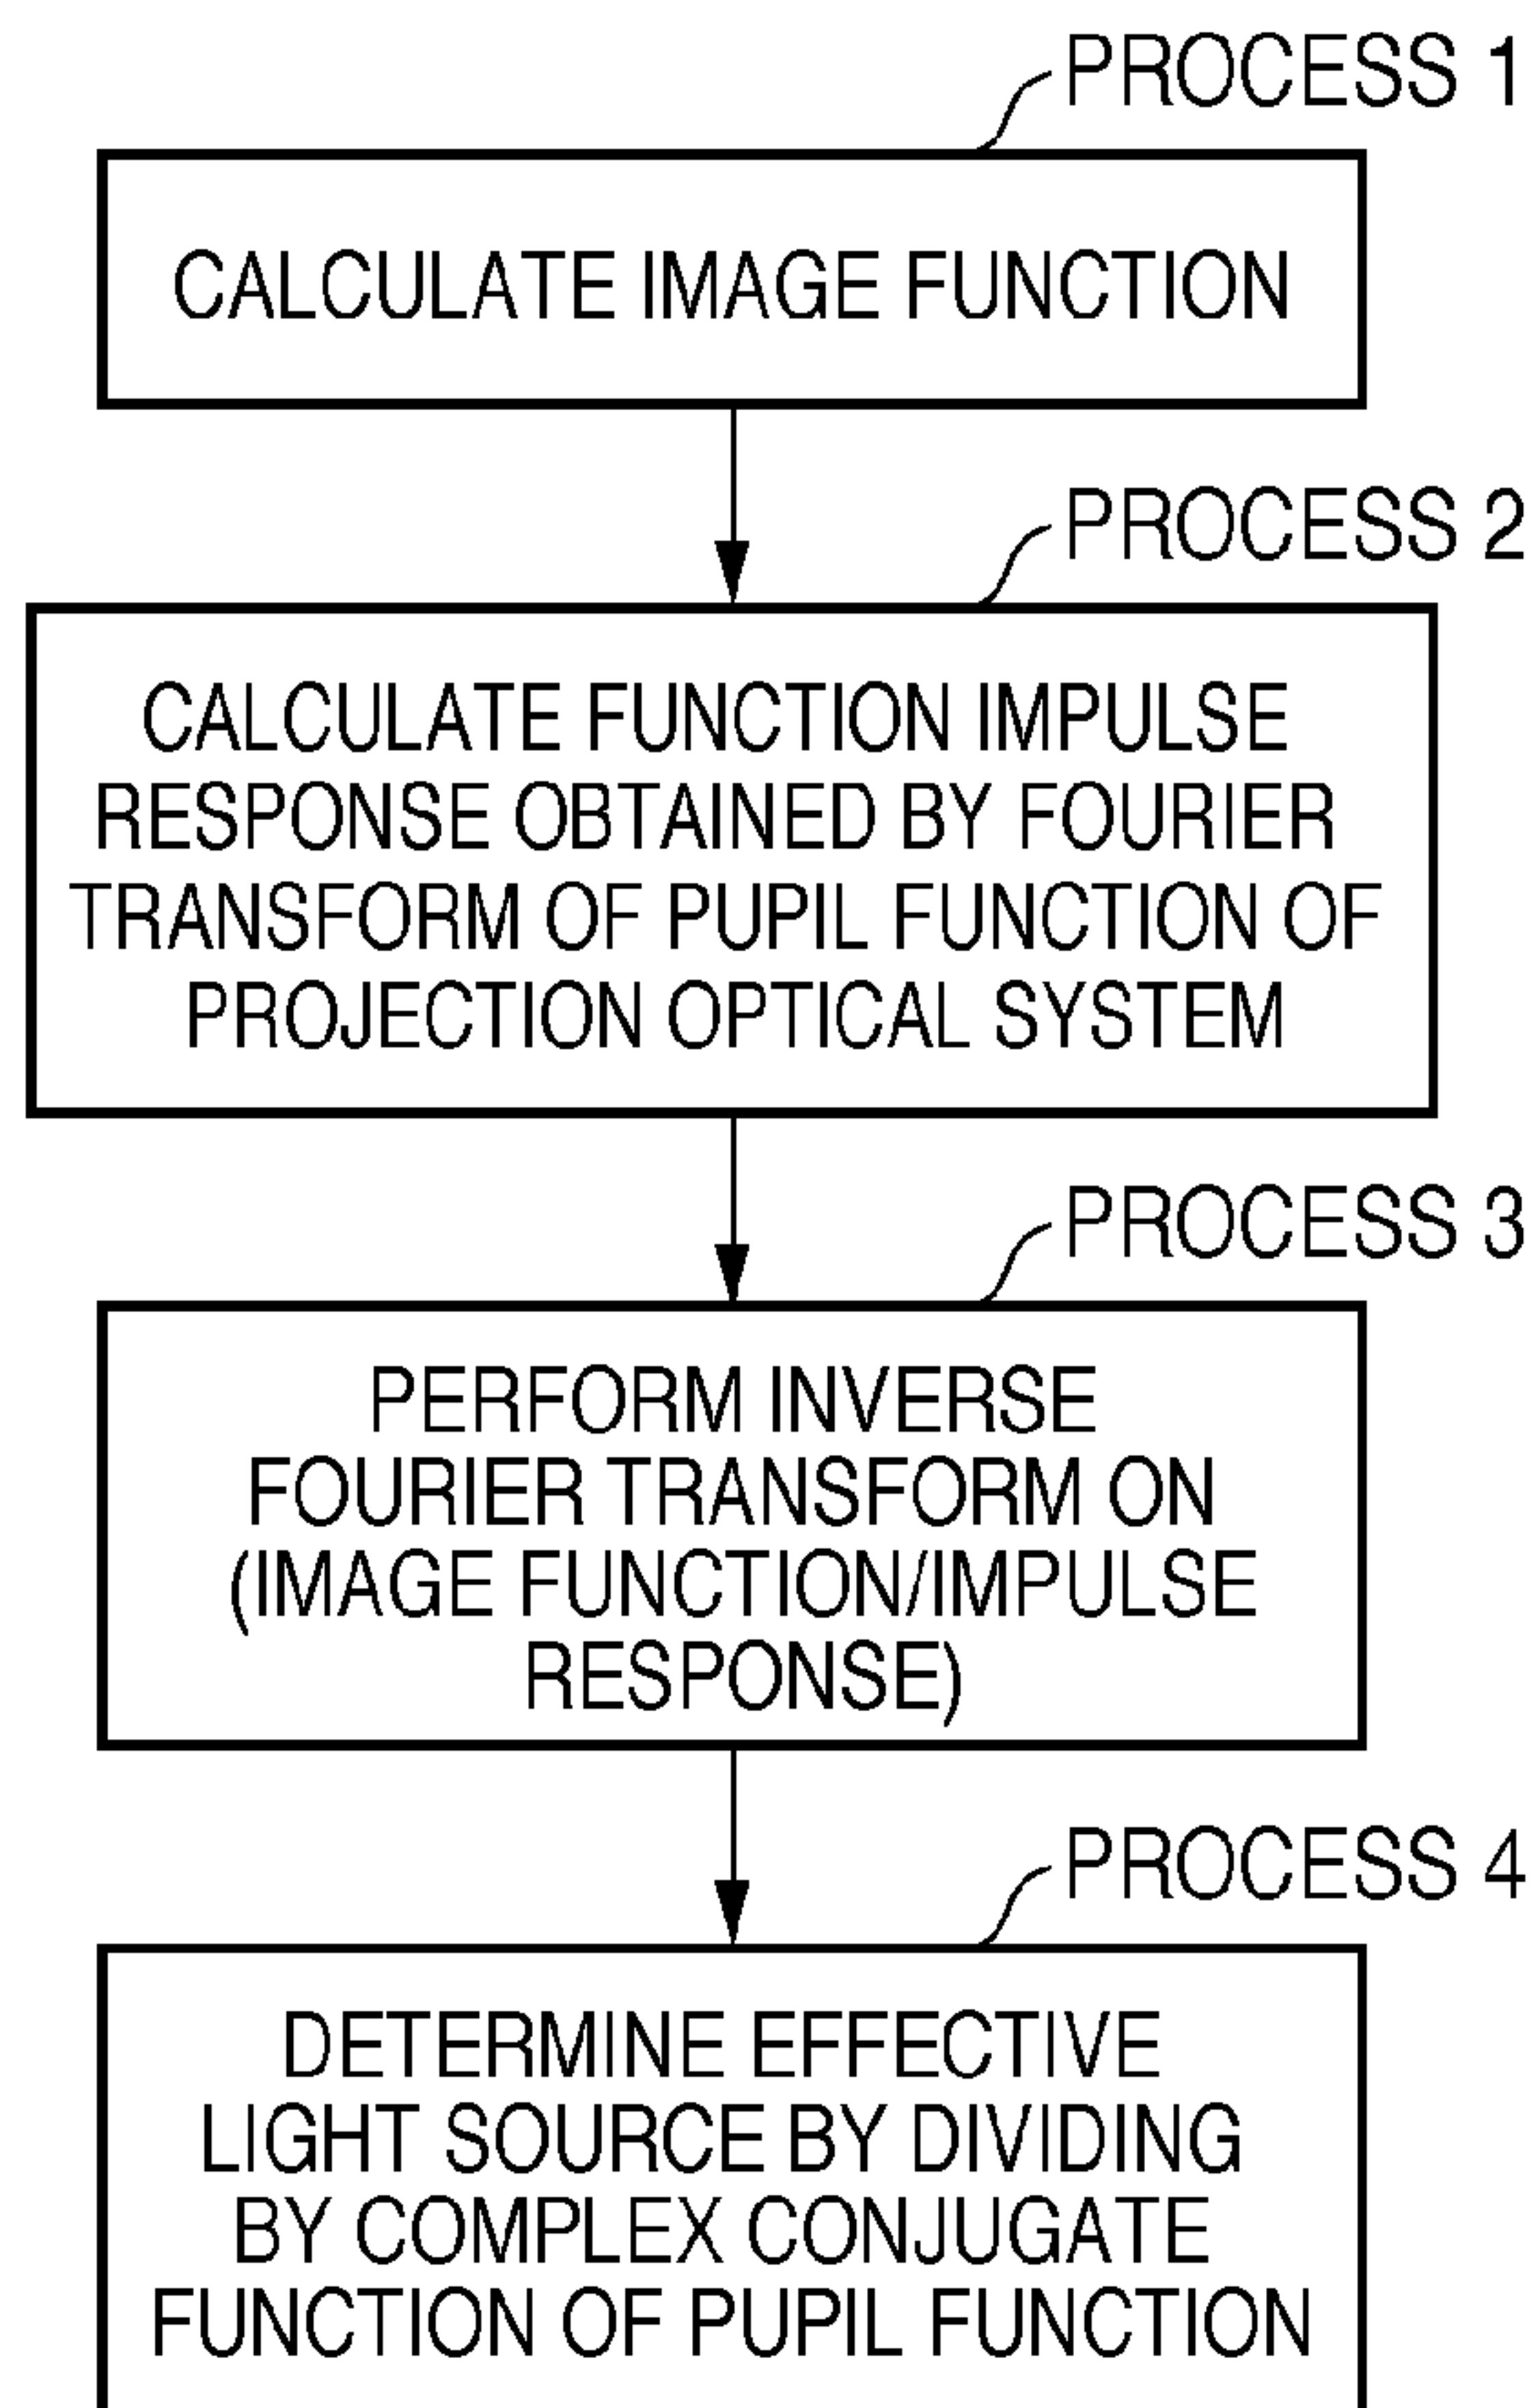 PROCESS 1
CALCULATE IMAGE FUNCTION
PROCESS 2
CALCULATE FUNCTION IMPULSE
RESPONSE OBTAINED BY FOURIER
TRANSFORM OF PUPIL FUNCTION OF
PROJECTION OPTICAL SYSTEM
PROCESS 3
PERFORM INVERSE
FOURIER TRANSFORM ON
(IMAGE FUNCTION/IMPULSE
RESPONSE)
PROCESS 4
DETERMINE EFFECTIVE
LIGHT SOURCE BY DIVIDING
BY COMPLEX CONJUGATE
FUNCTION OF PUPIL FUNCTION